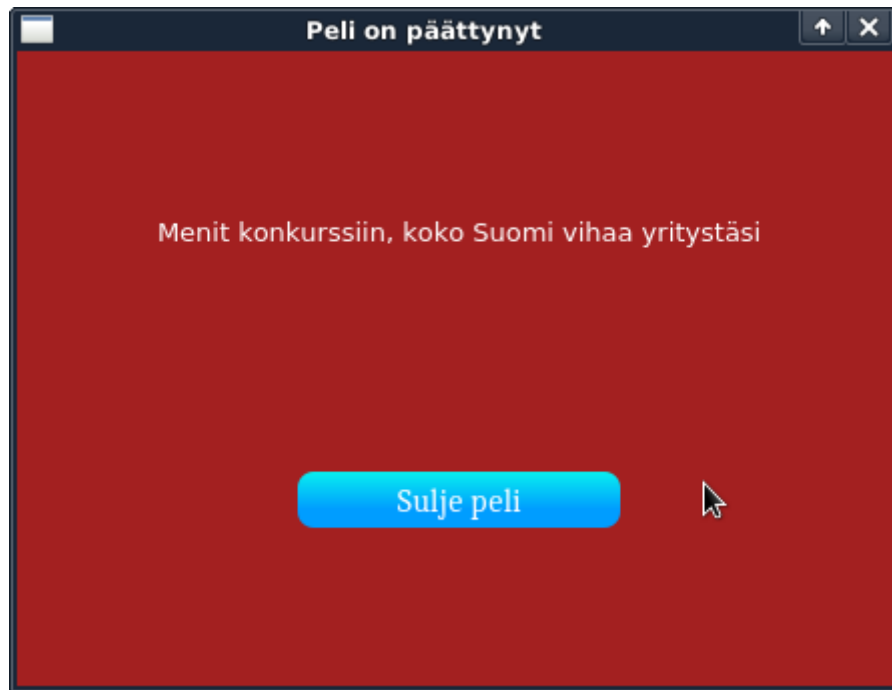 Peli on päättynyt
Menit konkurssiin, koko Suomi vihaa yritystäsi
Sulje peli